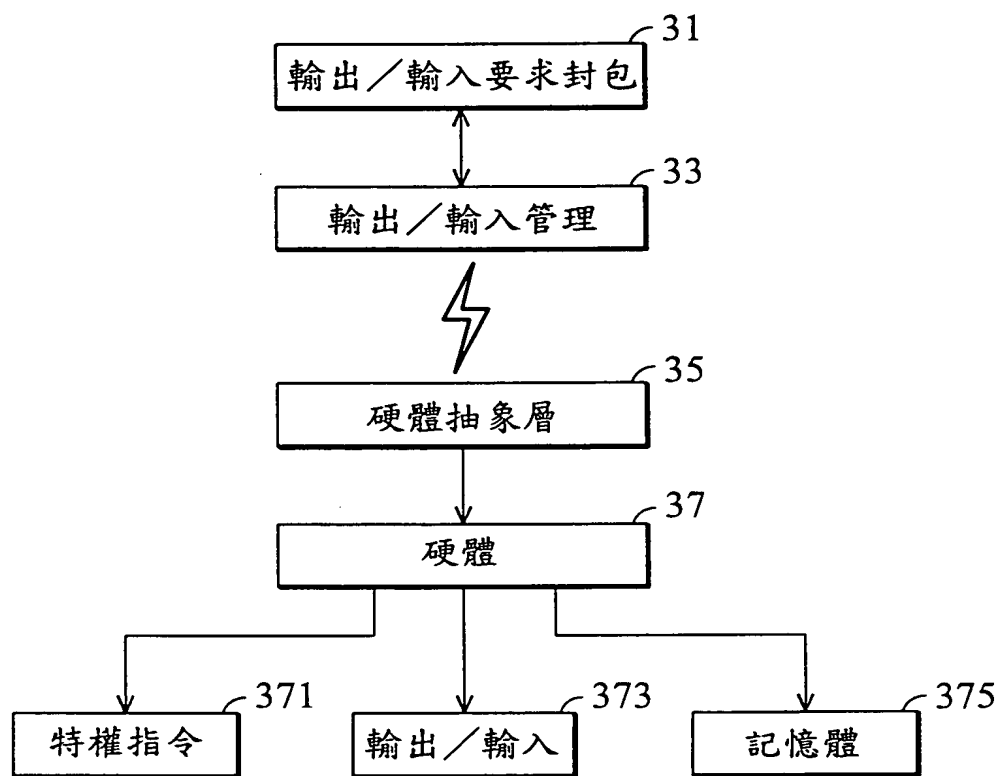 31
輸出／輸入要求封包
33
輸出／輸入管理
35
硬體抽象層
37
硬體
371
特權指令
373
輸出／輸入
375
記憶體